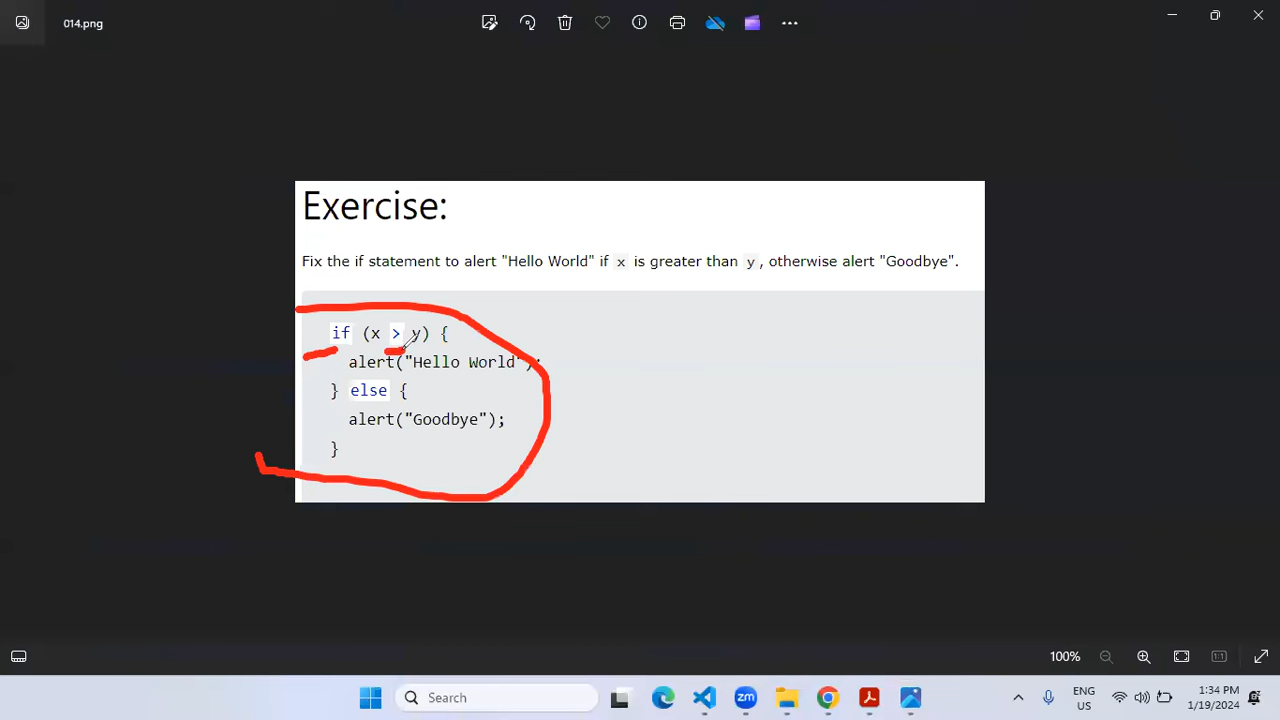 014.png
Exercise:
Fix the if statement to alert "Hello World" if x is greater than y, otherwise alert "Goodbye".
if (x > y) {
alert("Hello World");
} else {
alert("Goodbye");
}
100%
Search
zm
ENG
US
1:34 PM
1/19/2024